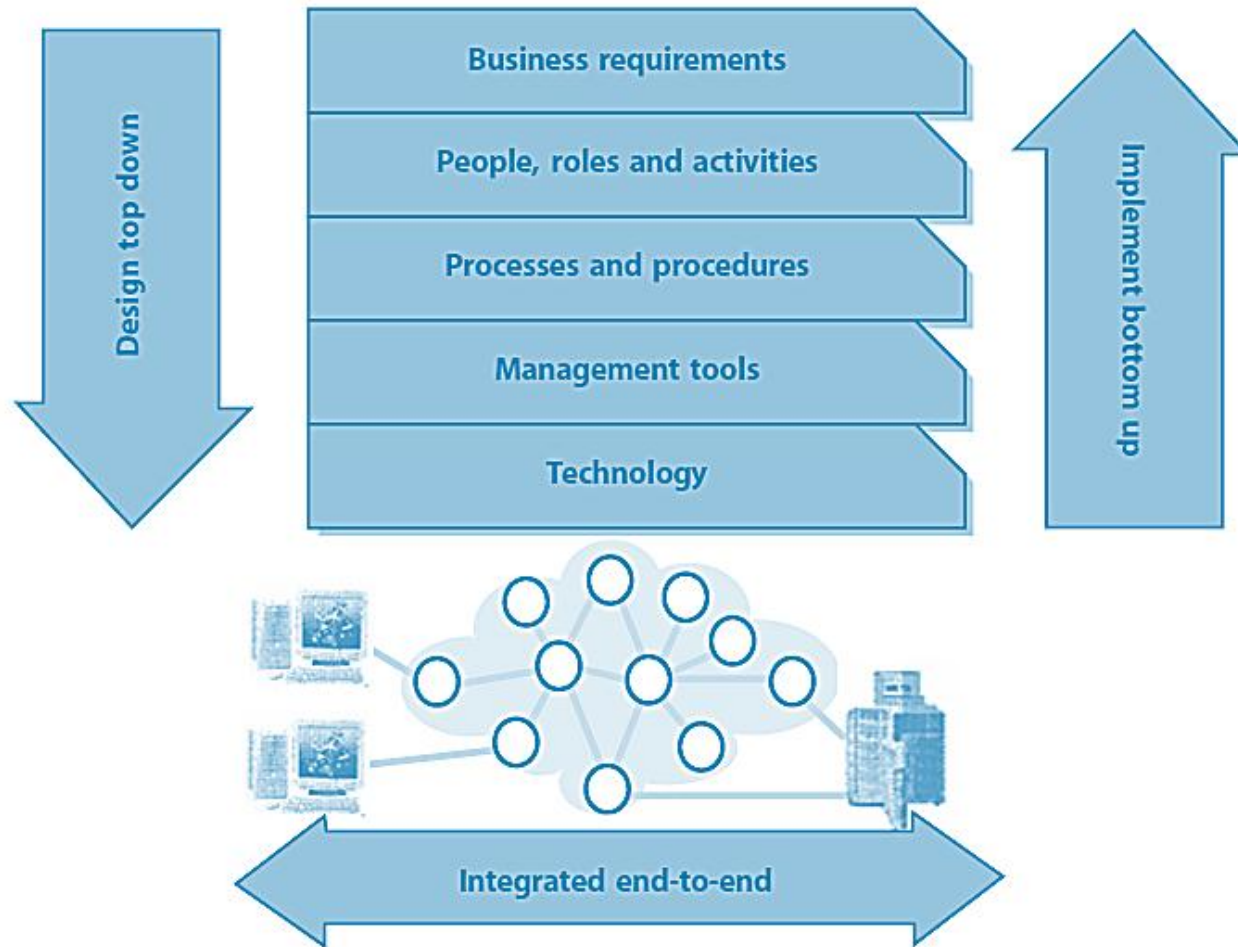 Business requirements
People, roles and activities
Processes and procedures
Management tools
Technology
Design top down
Implement bottom up
Integrated end-to-end